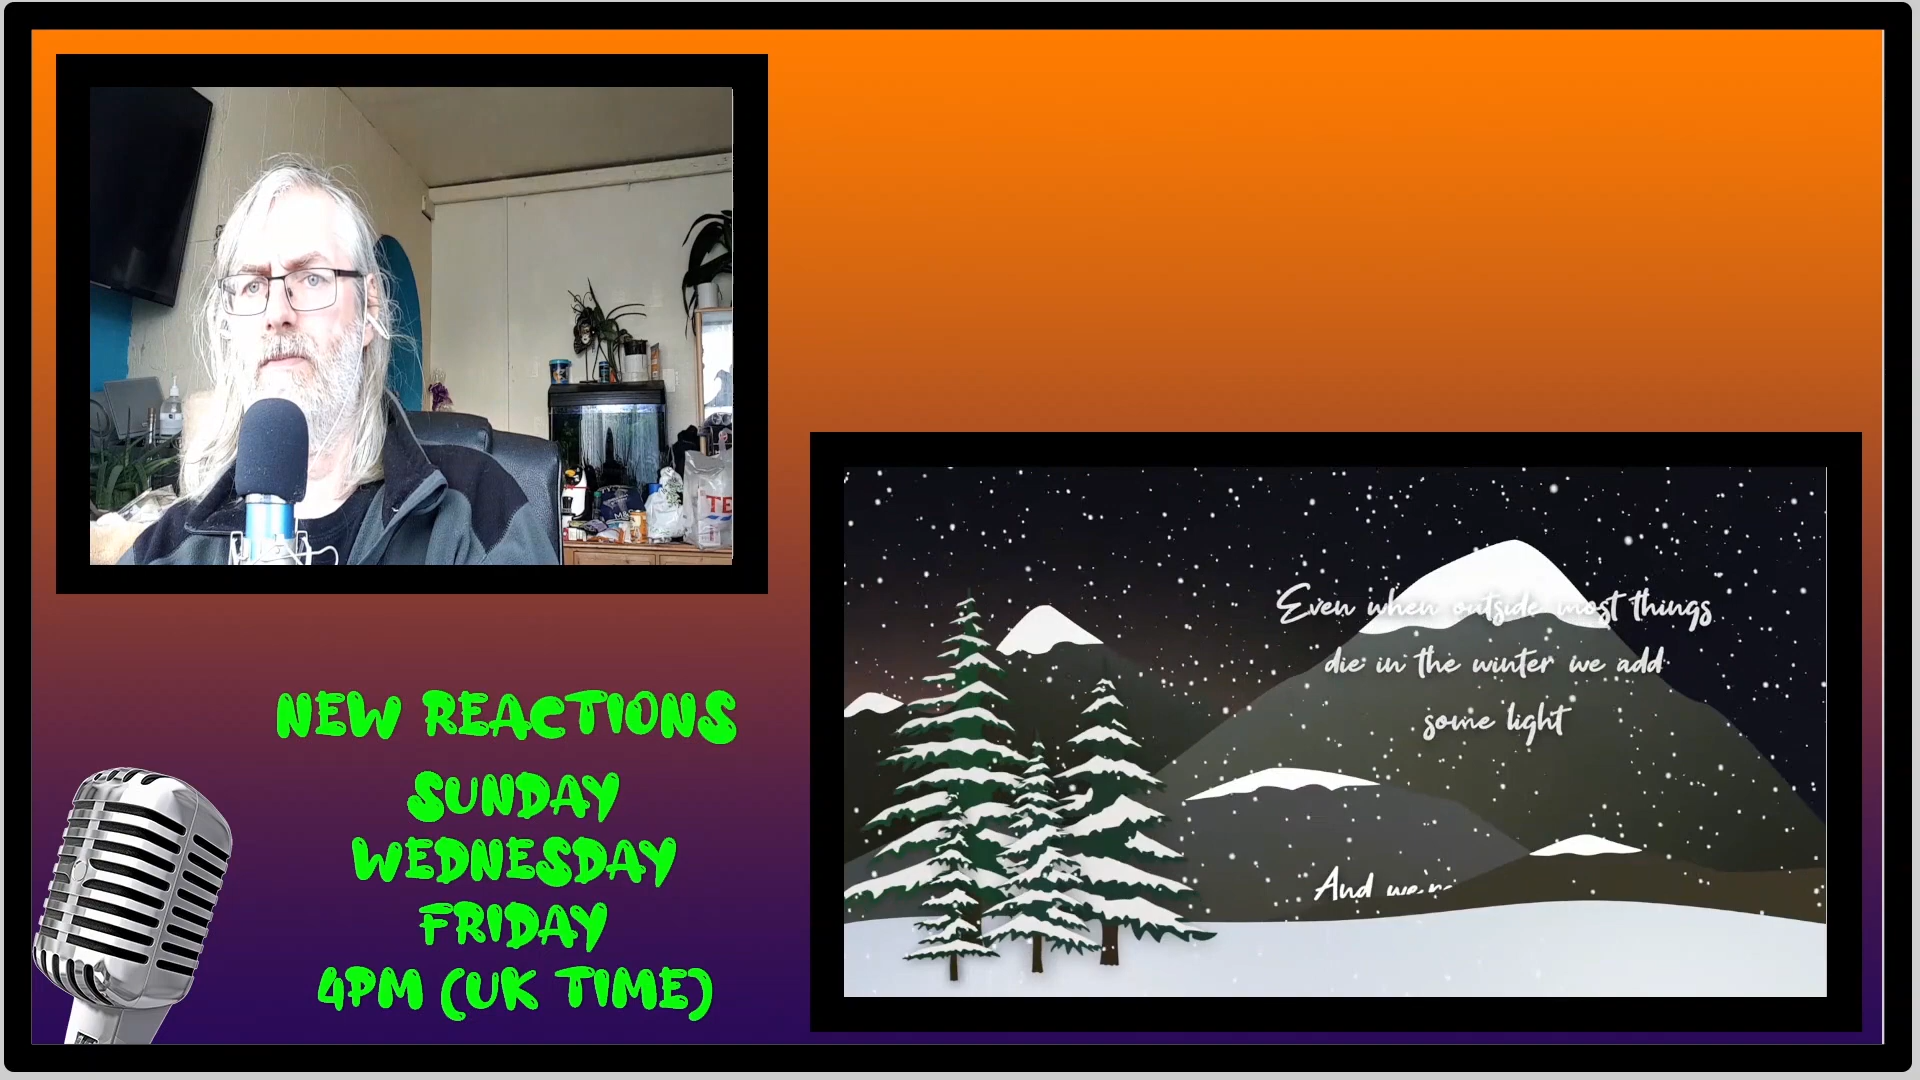 TE
NEW REACTIONS
SUNDAY
WEDNESDAY
FRIDAY
4PM (UK TIME)
Even when outside most things
die in the winter we add
some light
And